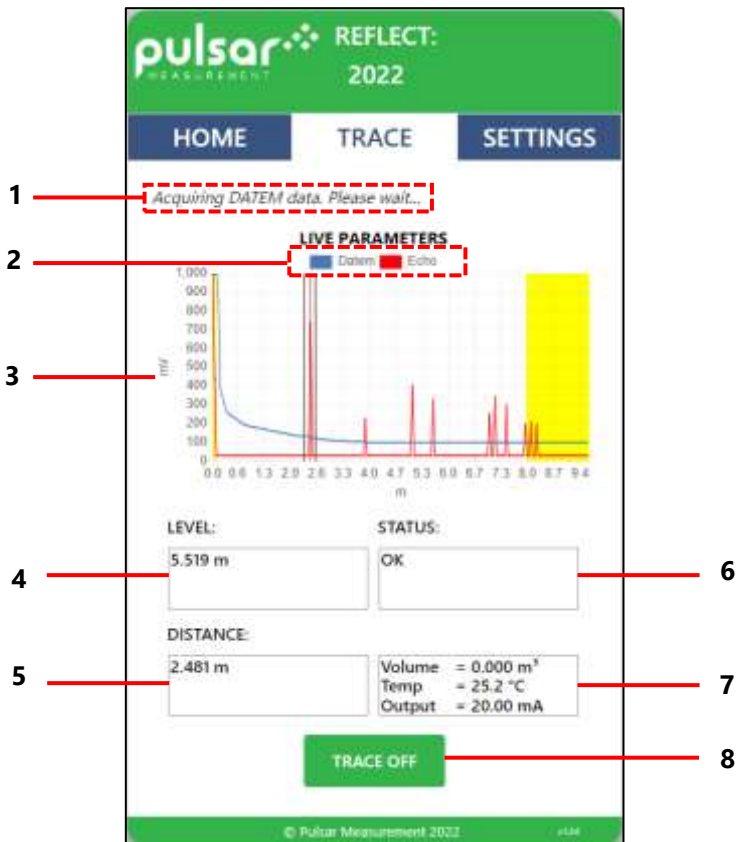 pulsar
MEASUREMENT
REFLECT:
2022
HOME TRACE SETTINGS
1
Acquiring DATEM data. Please wait...
LIVE PARAMETERS
2
Datem Echo
1,000
900
800
700
600
500
400
300
200
100
0
mV
3
0.0 0.6 1.3 2.0 2.6 3.3 4.0 4.7 5.3 6.0 6.7 7.3 8.0 8.7 9.4
m
LEVEL: STATUS:
5.519 m OK
4 6
DISTANCE:
2.481 m
Volume = 0.000 m³
Temp = 25.2 °C
Output = 20.00 mA
5 7
TRACE OFF
8
© Pulsar Measurement 2022